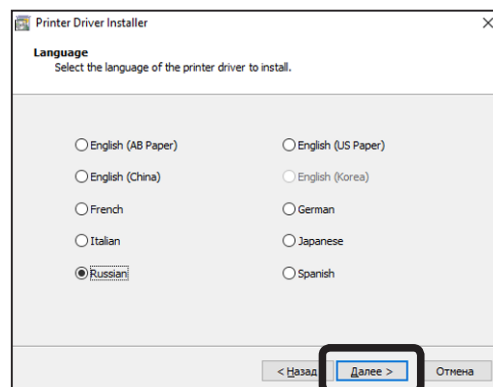 Printer Driver Installer
Language
Select the language of the printer driver to install.
English (AB Paper)
English (US Paper)
English (China)
English (Korea)
French
German
Italian
Japanese
Russian
Spanish
< Назад
Далее >
Отмена